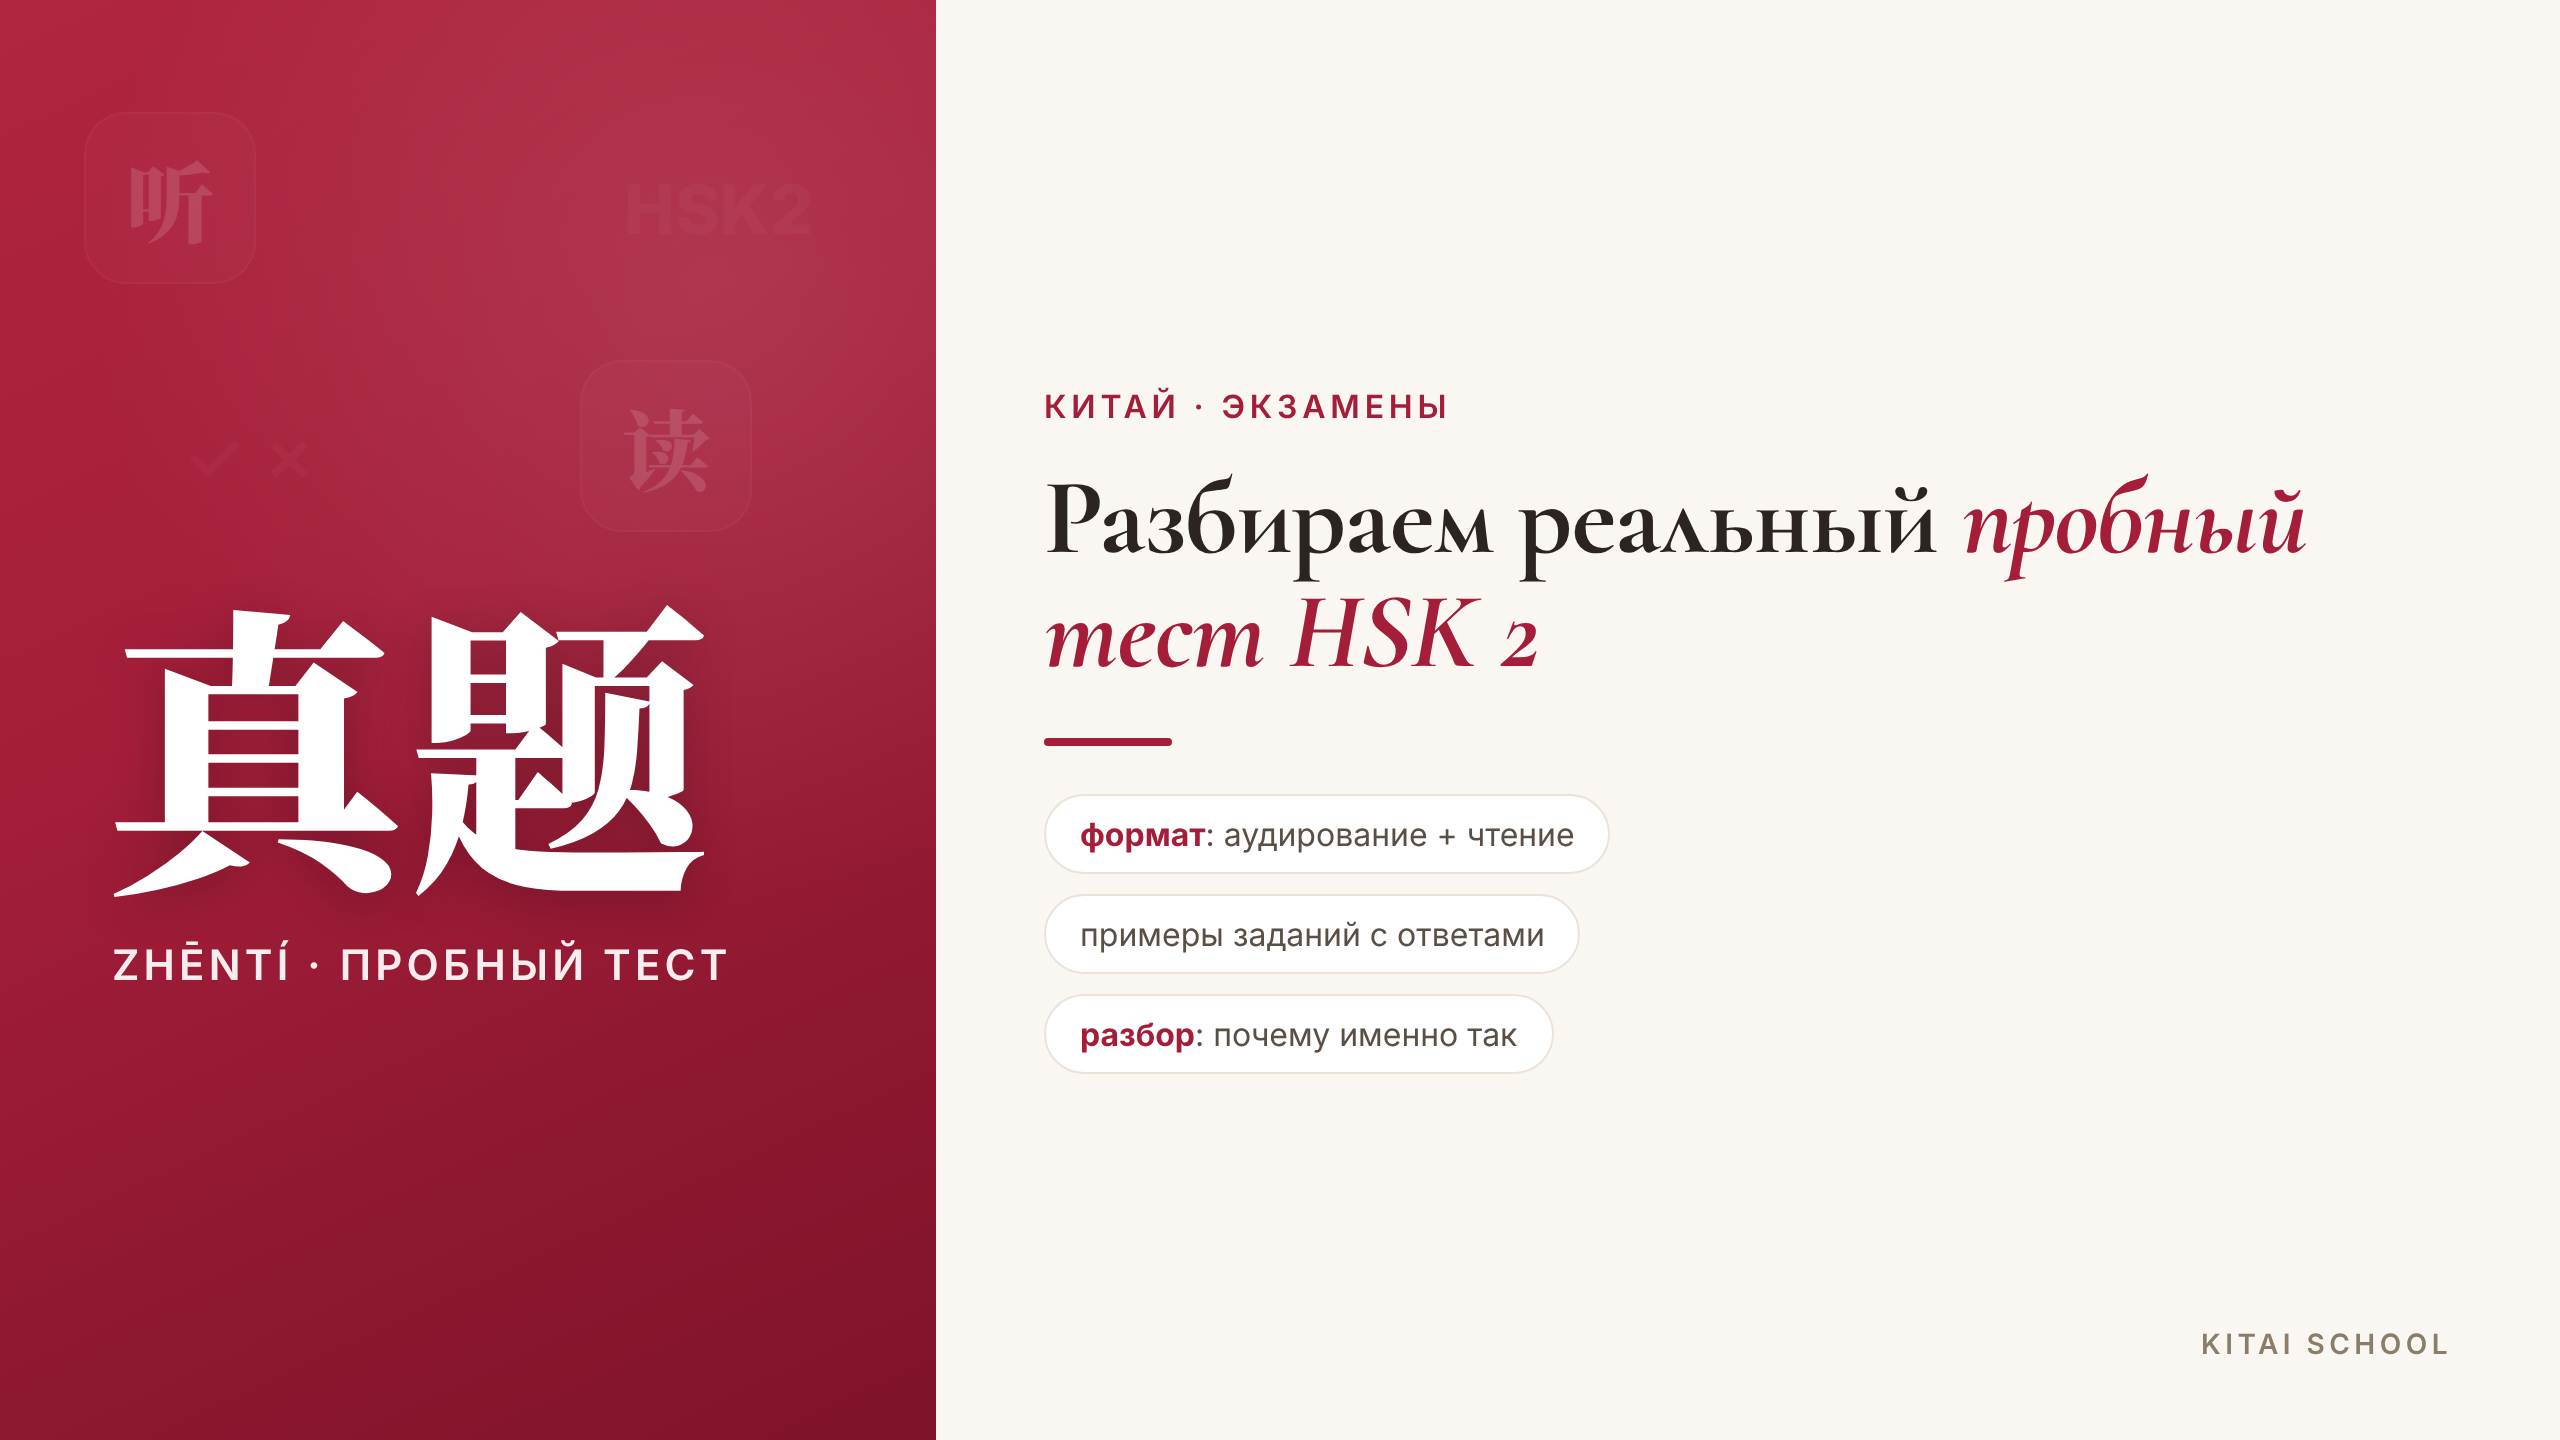 听
HSK2
读
✓ ×
真题
ZHĒNTÍ · ПРОБНЫЙ ТЕСТ
КИТАЙ · ЭКЗАМЕНЫ
Разбираем реальный пробный
тест HSK 2
формат: аудирование + чтение
примеры заданий с ответами
разбор: почему именно так
KITAI SCHOOL